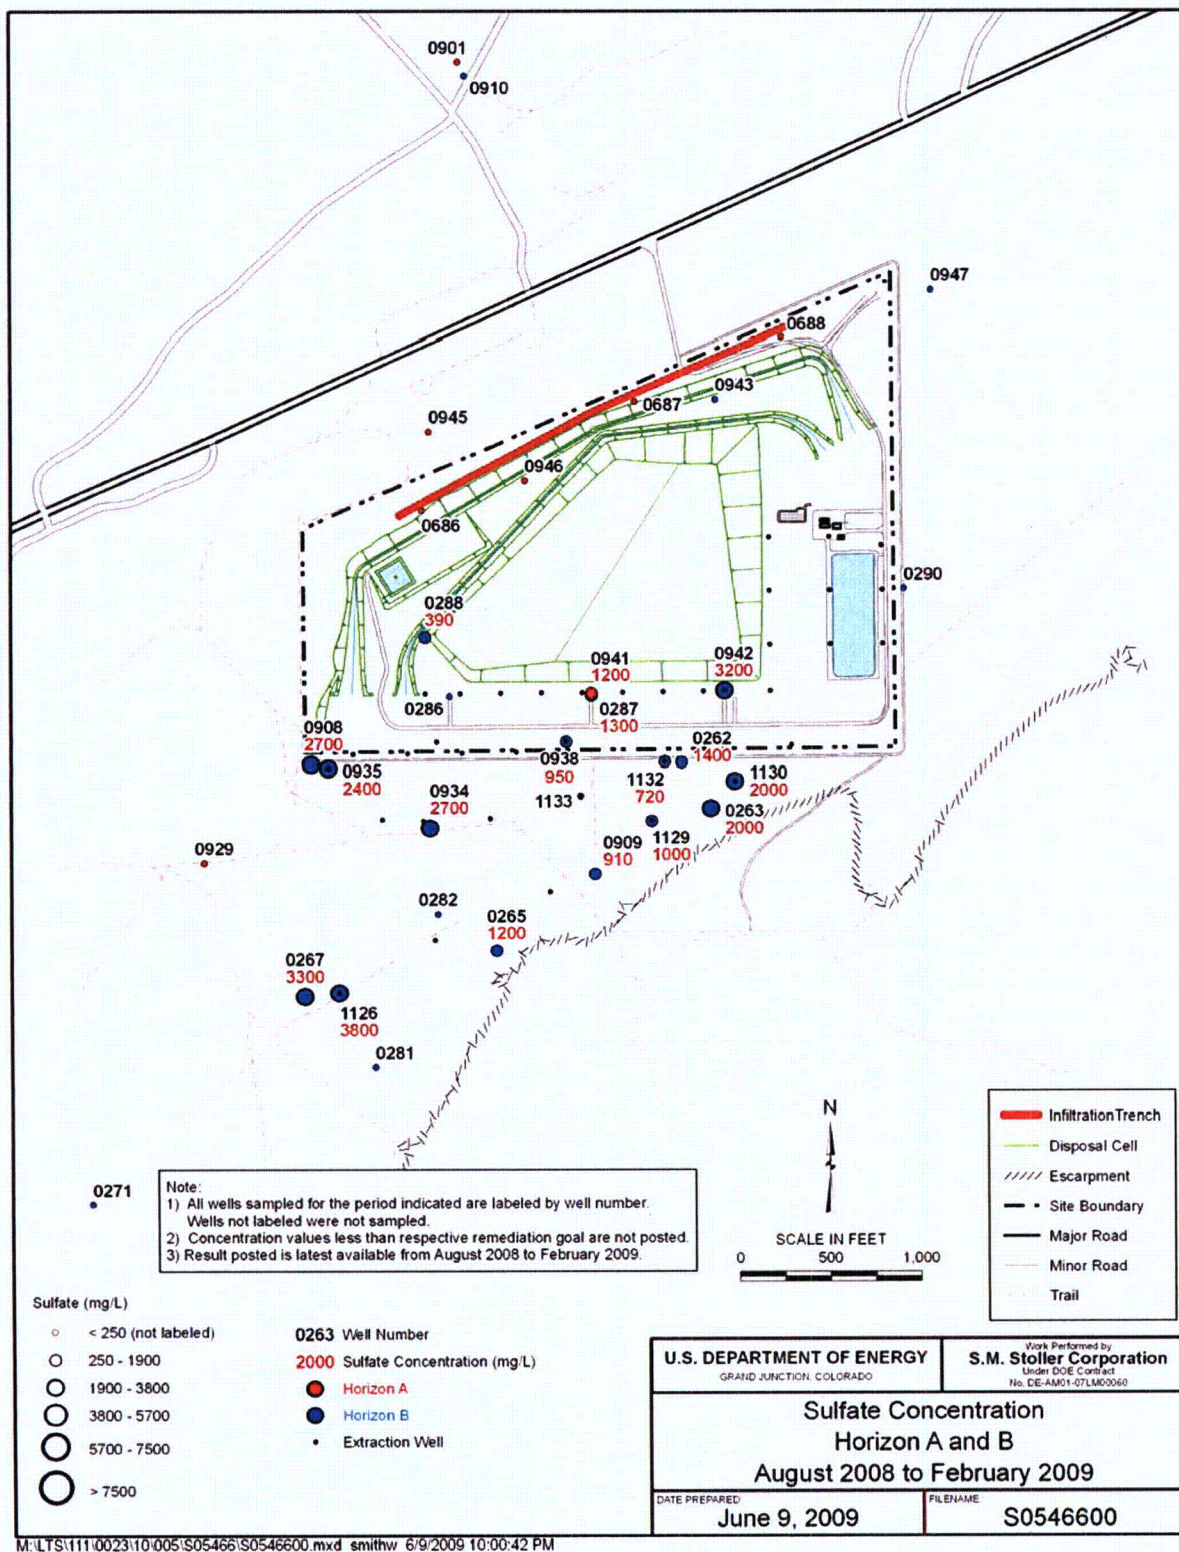 0901
0910
0947
0688
0943
0687
0945
0946
0686
0290
0288
390
0941
1200
0942
3200
0286
0287
1300
0908
2700
0262
1400
0938
950
1132
720
1130
2000
0935
2400
0934
2700
1133
0263
2000
0909
910
1129
1000
0929
0282
0265
1200
0267
3300
1126
3800
0281
0271
N
SCALE IN FEET
0 500 1,000
Infiltration Trench
Disposal Cell
Escarpment
Site Boundary
Major Road
Minor Road
Trail
Note:
1) All wells sampled for the period indicated are labeled by well number.
Wells not labeled were not sampled.
2) Concentration values less than respective remediation goal are not posted.
3) Result posted is latest available from August 2008 to February 2009.
Sulfate (mg/L)
< 250 (not labeled)
250 - 1900
1900 - 3800
3800 - 5700
5700 - 7500
> 7500
0263 Well Number
2000 Sulfate Concentration (mg/L)
Horizon A
Horizon B
Extraction Well
U.S. DEPARTMENT OF ENERGY
GRAND JUNCTION, COLORADO
Work Performed by
S.M. Stoller Corporation
Under DOE Contract
No. DE-AM01-07LM00060
Sulfate Concentration
Horizon A and B
August 2008 to February 2009
DATE PREPARED
June 9, 2009
FILENAME
S0546600
M:\LTS\111\0023\10\005\S05466\S0546600.mxd smithw 6/9/2009 10:00:42 PM